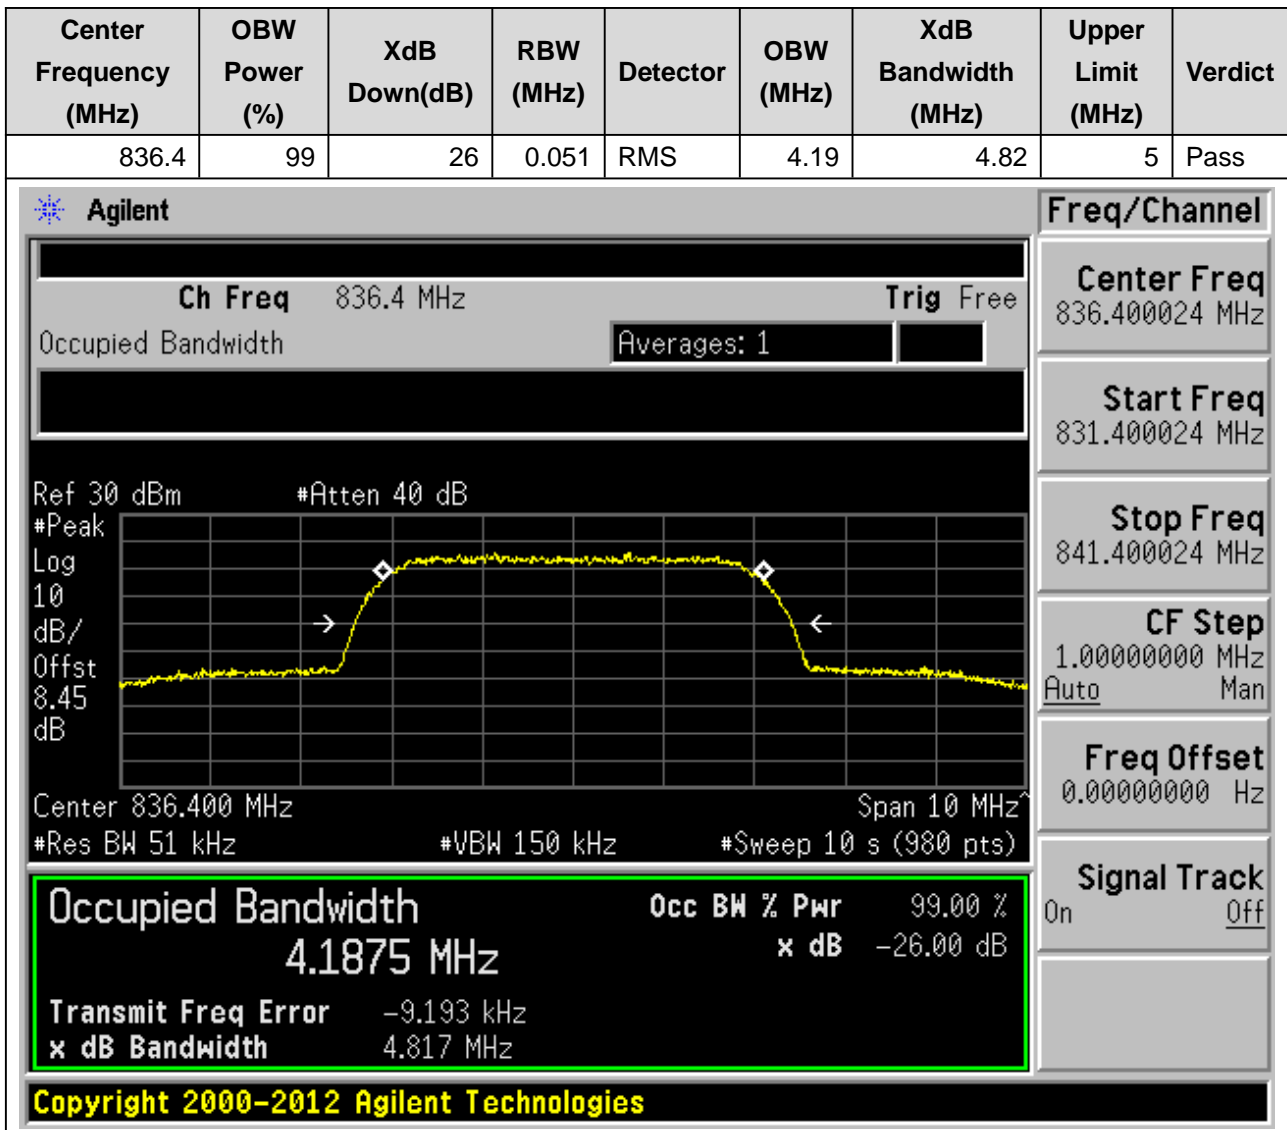 Center Frequency (MHz) OBW Power (%) XdB Down(dB) RBW (MHz) Detector OBW (MHz) XdB Bandwidth (MHz) Upper Limit (MHz) Verdict
836.4 99 26 0.051 RMS 4.19 4.82 5 Pass
Agilent
Freq/Channel
Ch Freq 836.4 MHz Trig Free
Occupied Bandwidth Averages: 1
Center Freq
836.400024 MHz
Start Freq
831.400024 MHz
Stop Freq
841.400024 MHz
CF Step
1.00000000 MHz
Auto Man
Freq Offset
0.00000000 Hz
Signal Track
On Off
Ref 30 dBm #Atten 40 dB
#Peak
Log
10
dB/
Offst
8.45
dB
Center 836.400 MHz Span 10 MHz^
#Res BW 51 kHz #VBW 150 kHz #Sweep 10 s (980 pts)
Occupied Bandwidth Occ BW % Pwr 99.00 %
4.1875 MHz x dB -26.00 dB
Transmit Freq Error -9.193 kHz
x dB Bandwidth 4.817 MHz
Copyright 2000-2012 Agilent Technologies